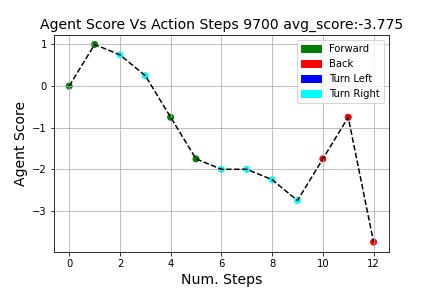 Agent Score Vs Action Steps 9700 avg_score:-3.775
Forward
Back
Turn Left
Turn Right
Agent Score
1
0
−1
−2
−3
0 2 4 6 8 10 12
Num. Steps